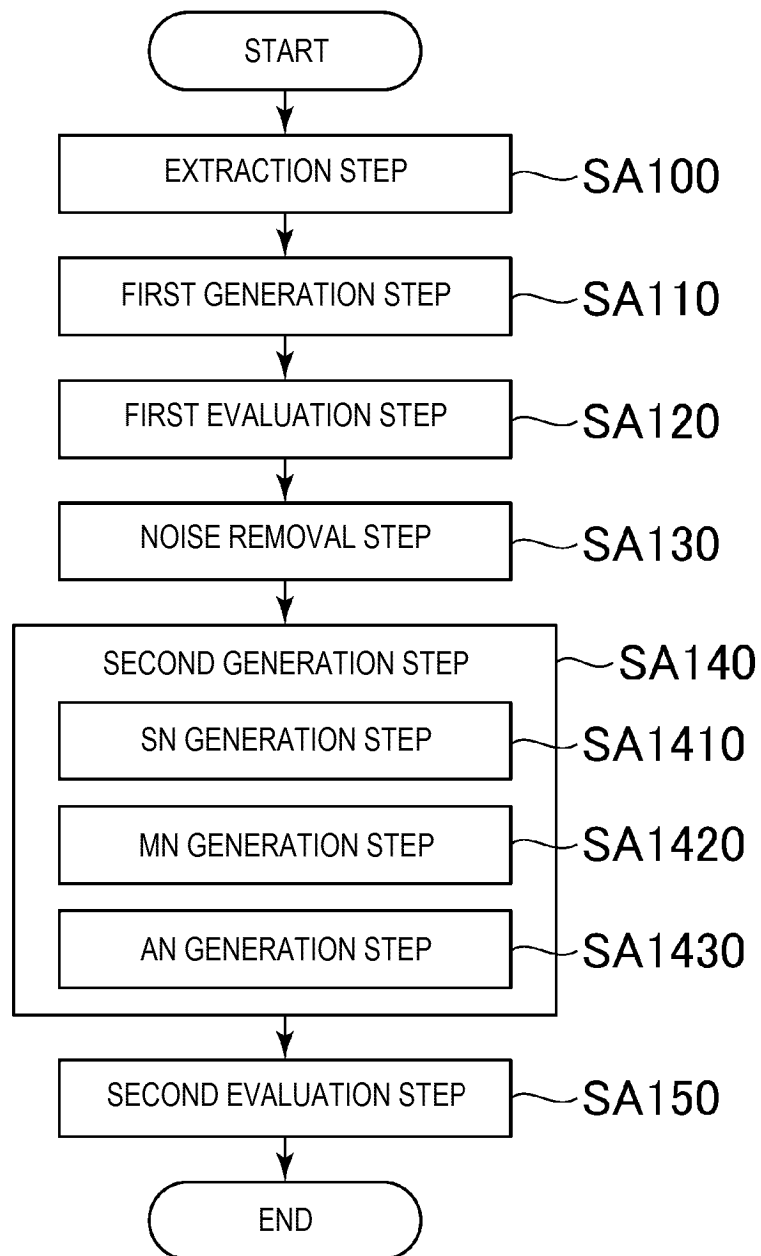 START
EXTRACTION STEP
SA100
FIRST GENERATION STEP
SA110
FIRST EVALUATION STEP
SA120
NOISE REMOVAL STEP
SA130
SECOND GENERATION STEP
SA140
SN GENERATION STEP
SA1410
MN GENERATION STEP
SA1420
AN GENERATION STEP
SA1430
SECOND EVALUATION STEP
SA150
END